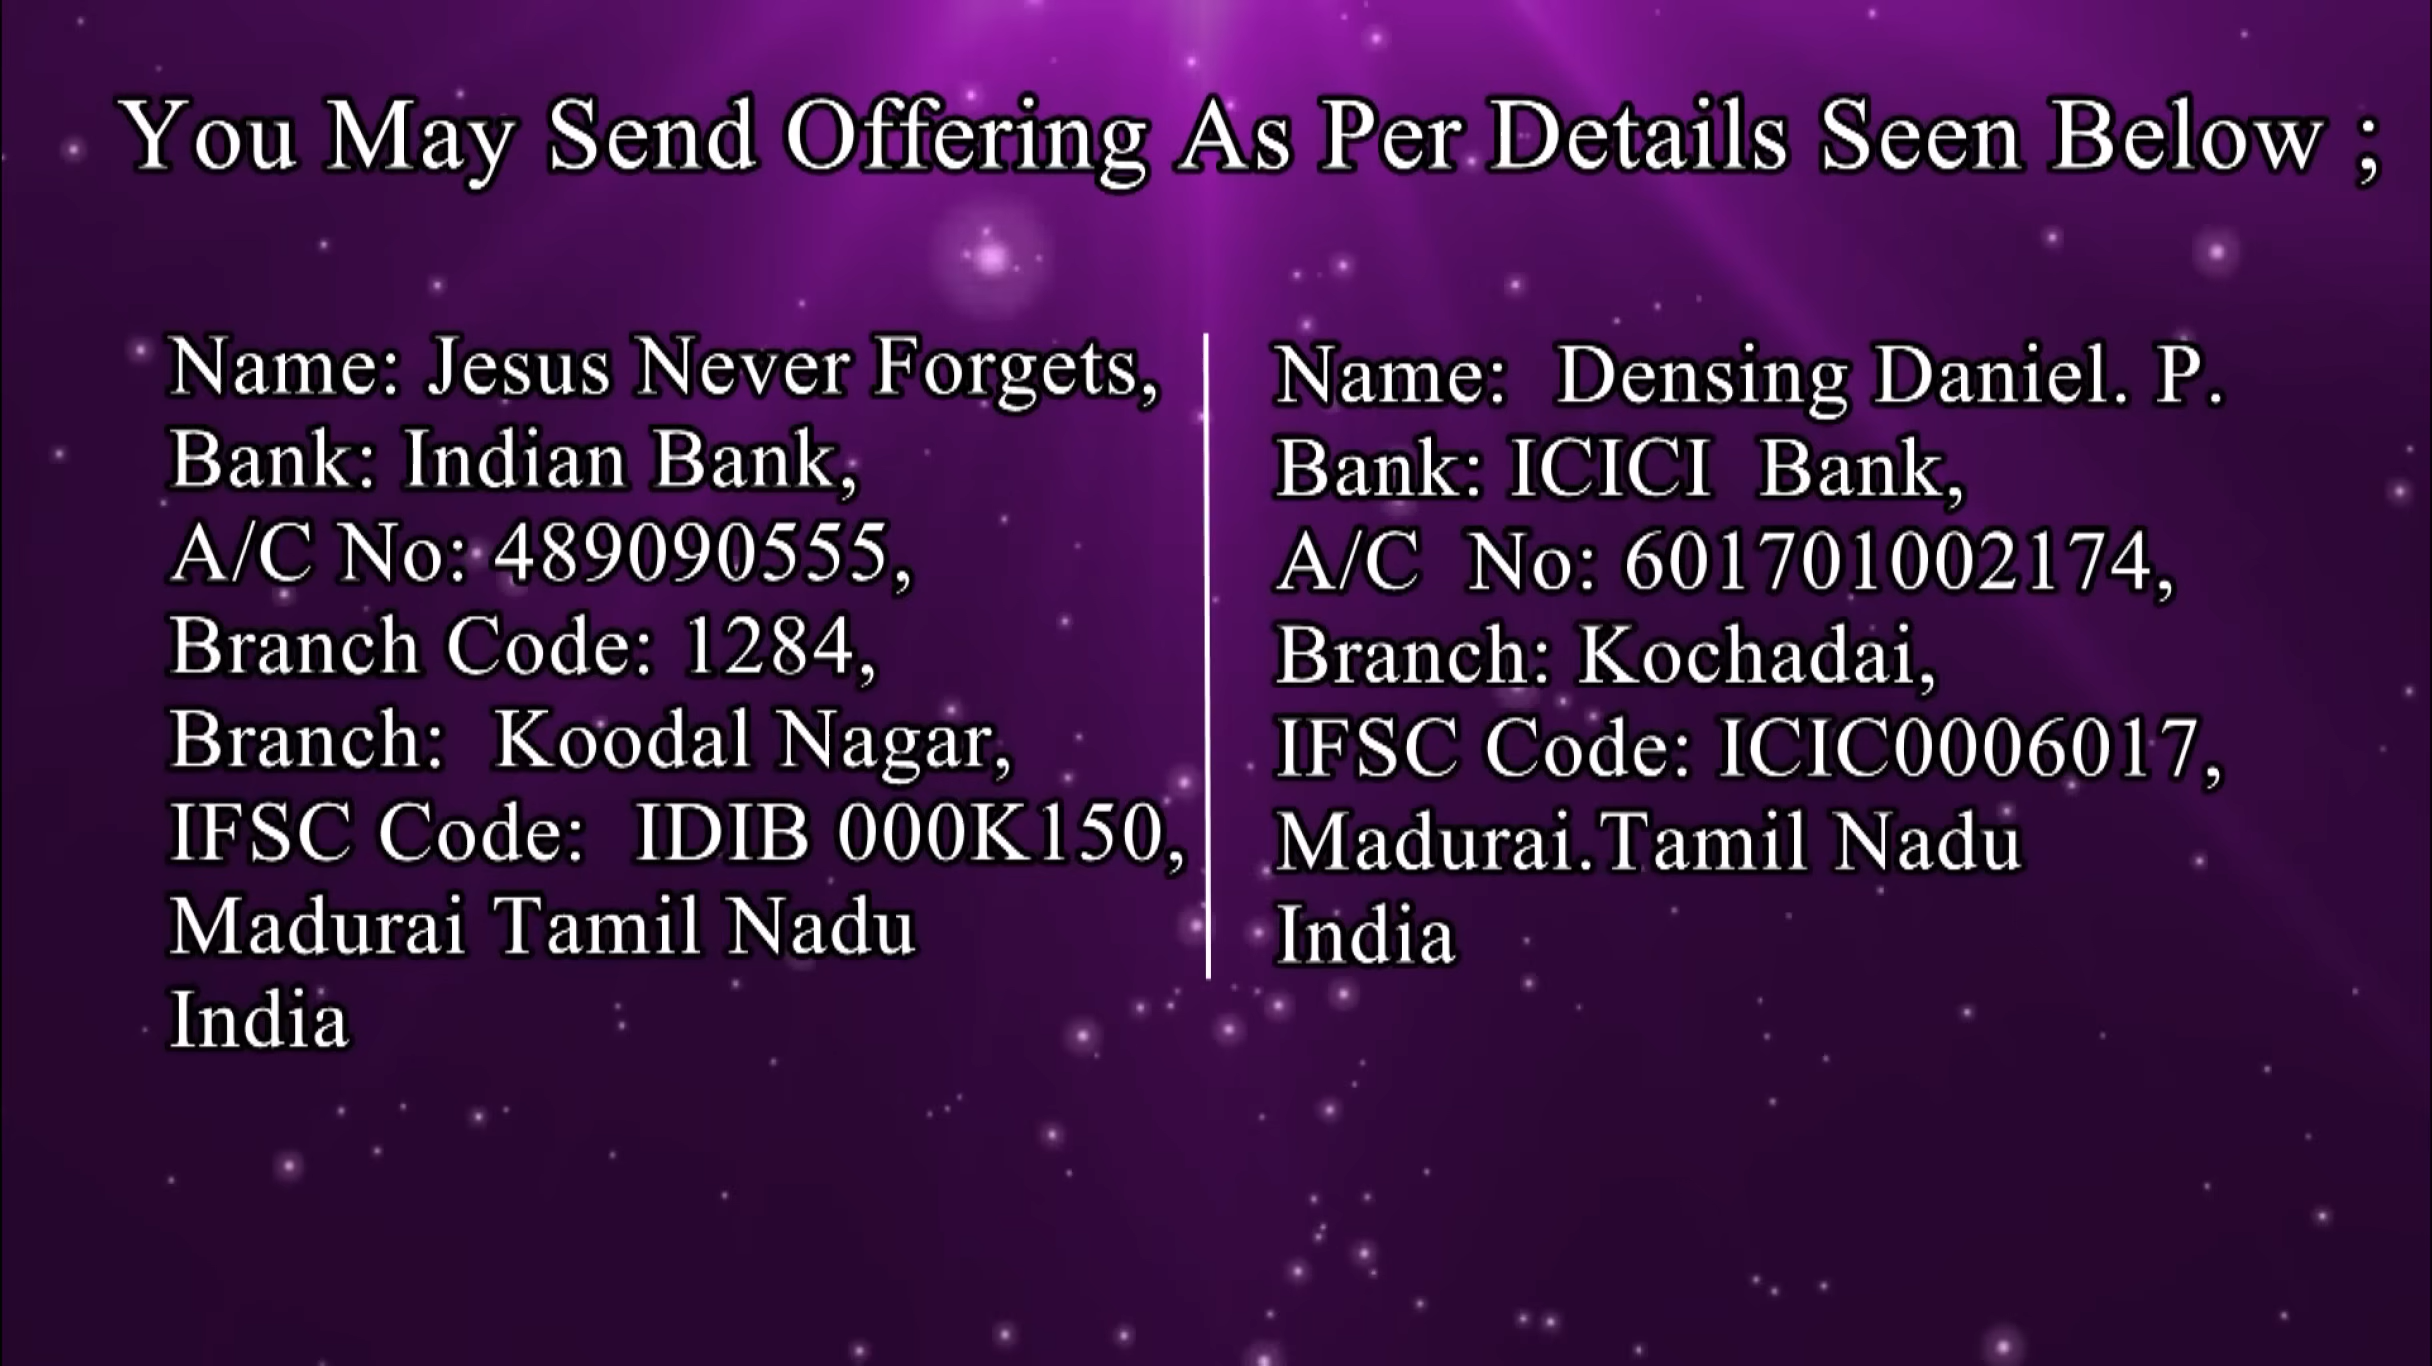 You May Send Offering As Per Details Seen Below ;
Name: Jesus Never Forgets,
Bank: Indian Bank,
A/C No: 489090555,
Branch Code: 1284,
Branch: Koodal Nagar,
IFSC Code: IDIB 000K150,
Madurai Tamil Nadu
India
Name: Densing Daniel. P.
Bank: ICICI Bank,
A/C No: 601701002174,
Branch: Kochadai,
IFSC Code: ICIC0006017,
Madurai.Tamil Nadu
India